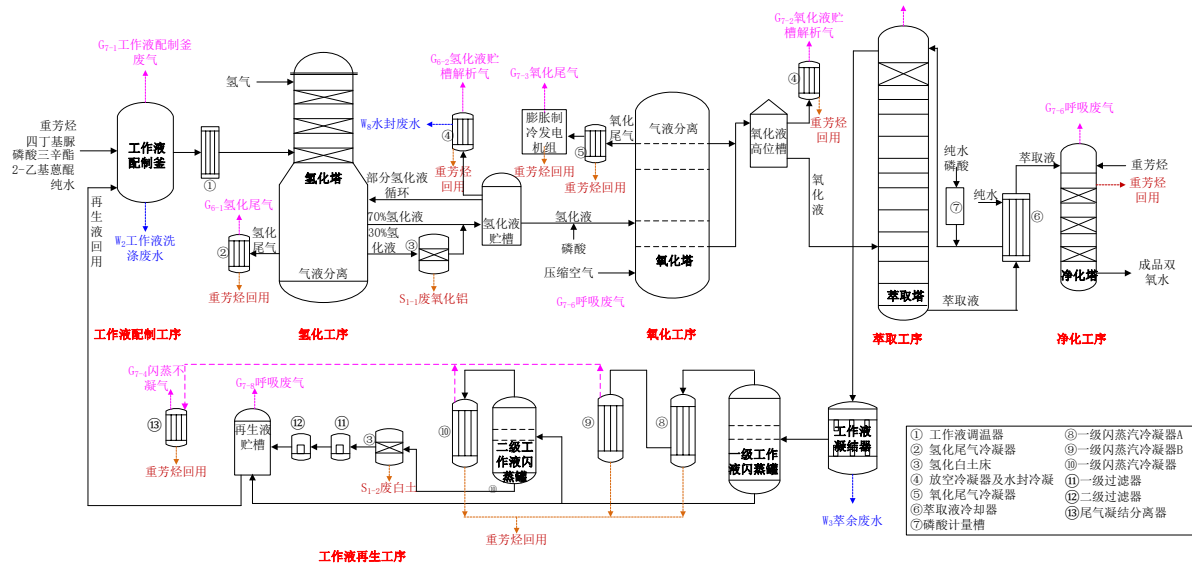 G7-1工作液配制釜
废气
重芳烃
四丁基脲
磷酸三辛酯
2-乙基蒽醌
纯水
工作液
配制釜
①
再生液回用
W2工作液洗
涤废水
工作液配制工序
氢气
氢化塔
气液分离
G6-1氢化尾气
②
氢化
尾气
重芳烃回用
氢化工序
G6-2氢化液贮
槽解析气
W8水封废水
④
重芳烃
回用
部分氢化液
循环
70%氢化液
30%氢
化液
③
S1-1废氧化铝
氢化液
贮槽
G7-3氧化尾气
膨胀制
冷发电
机组
重芳烃回用
氧化
尾气
⑤
重芳烃
回用
氢化液
磷酸
压缩空气
G7-6呼吸废气
气液分离
氧化塔
氧化工序
G7-2氧化液贮
槽解析气
④
重芳烃
回用
氧化液
高位槽
氧化液
萃取塔
萃取工序
纯水
磷酸
⑦
纯水
萃取液
⑥
萃取液
G7-6呼吸废气
重芳烃
重芳烃
回用
净化塔
成品双
氧水
净化工序
G7-4闪蒸不
凝气
⑬
重芳烃回用
G7-8呼吸废气
再生液
贮槽
⑫
⑪
③
S1-2废白土
⑩
二级工
作液闪
蒸罐
⑨
⑧
一级工作
液闪蒸罐
工作液
凝结器
W3萃余废水
重芳烃回用
工作液再生工序
① 工作液调温器
② 氢化尾气冷凝器
③ 氢化白土床
④ 放空冷凝器及水封冷凝
⑤ 氧化尾气冷凝器
⑥萃取液冷却器
⑦磷酸计量槽
⑧一级闪蒸汽冷凝器A
⑨一级闪蒸汽冷凝器B
⑩一级闪蒸汽冷凝器
⑪一级过滤器
⑫二级过滤器
⑬尾气凝结分离器